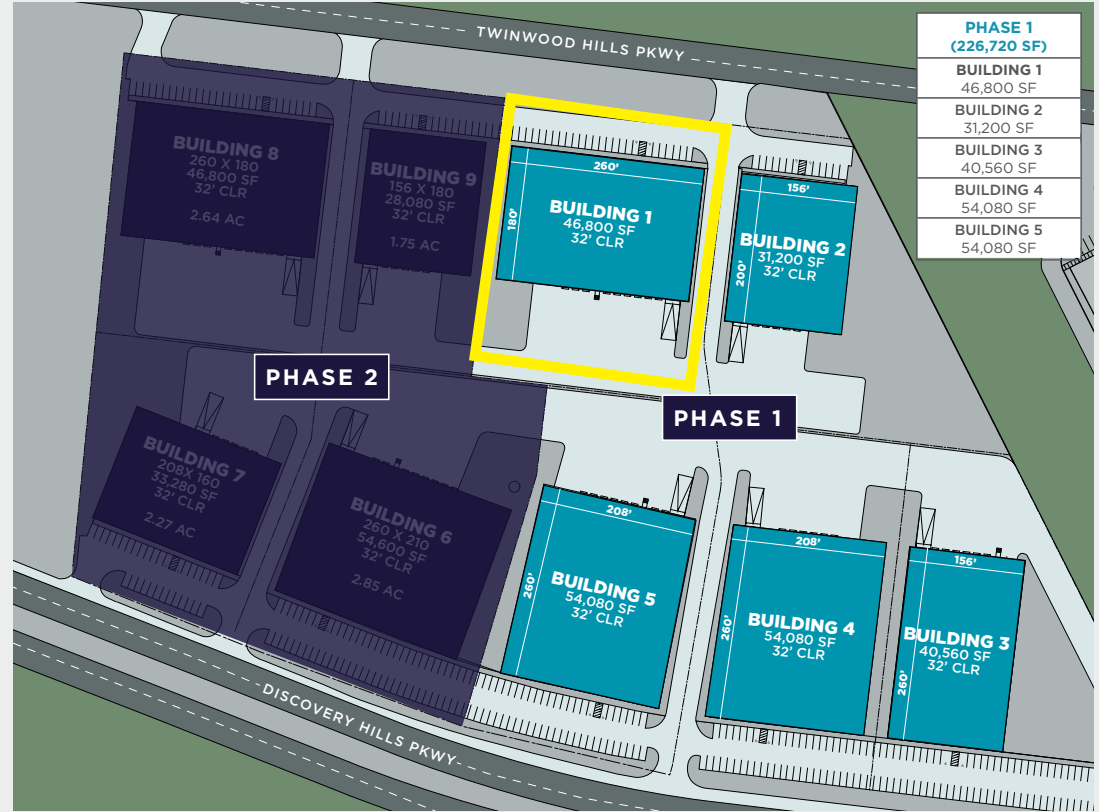 TWINWOOD HILLS PKWY
PHASE 1
(226,720 SF)
BUILDING 1
46,800 SF
BUILDING 2
31,200 SF
BUILDING 3
40,560 SF
BUILDING 4
54,080 SF
BUILDING 5
54,080 SF
BUILDING 8
260 X 180
46,800 SF
32' CLR
2.64 AC
BUILDING 9
156 X 180
28,080 SF
32' CLR
1.75 AC
260'
180'
BUILDING 1
46,800 SF
32' CLR
156'
BUILDING 2
31,200 SF
32' CLR
200'
PHASE 2
PHASE 1
BUILDING 7
208X 160
33,280 SF
32' CLR
2.27 AC
BUILDING 6
260 X 210
54,600 SF
32' CLR
2.85 AC
208'
260'
BUILDING 5
54,080 SF
32' CLR
208'
260'
BUILDING 4
54,080 SF
32' CLR
156'
BUILDING 3
40,560 SF
32' CLR
260'
DISCOVERY HILLS PKWY